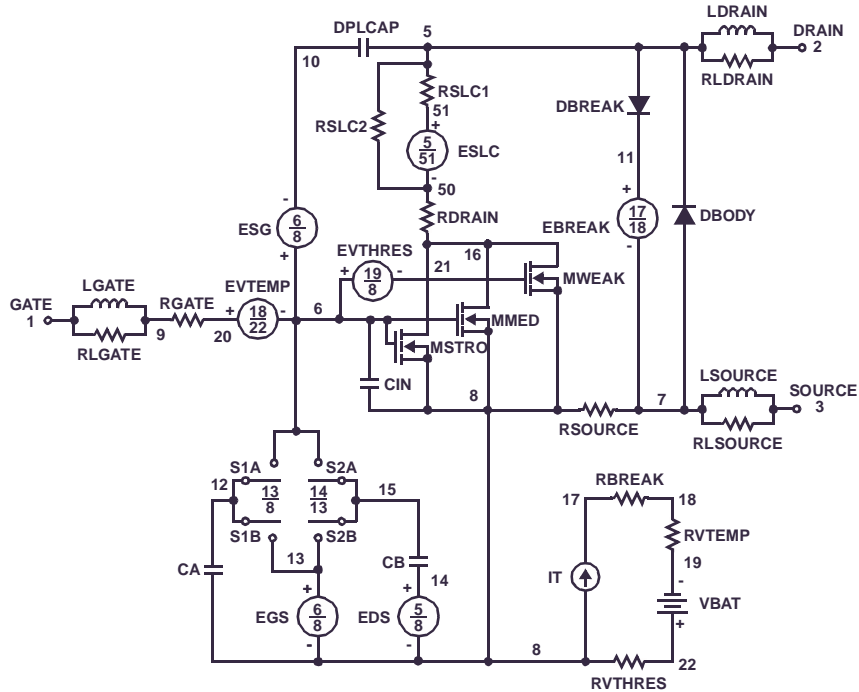 LDRAIN
DPLCAP
5
DRAIN
2
10
RLDRAIN
RSLC1
51
+
DBREAK
RSLC2
5
51
ESLC
-
50
11
-
RDRAIN
+
6
8
ESG
+
17
18
EBREAK
-
DBODY
EVTHRES
16
+
19
8
-
21
MWEAK
LGATE
EVTEMP
GATE
1
RGATE
+
18
22
-
6
MMED
9
20
RLGATE
MSTRO
CIN
LSOURCE
8
7
SOURCE
3
RSOURCE
RLSOURCE
S1A
S2A
12
13
8
14
13
15
RBREAK
17
18
S1B
S2B
RVTEMP
13
CB
CA
14
IT
19
-
VBAT
+
+
6
8
EGS
-
+
5
8
EDS
-
8
22
RVTHRES